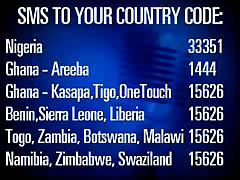 SMS TO YOUR COUNTRY CODE:
Nigeria 33351
Ghana - Areeba 1444
Ghana - Kasapa,Tigo,OneTouch 15626
Benin,Sierra Leone, Liberia 15626
Togo, Zambia, Botswana, Malawi 15626
Namibia, Zimbabwe, Swaziland 15626